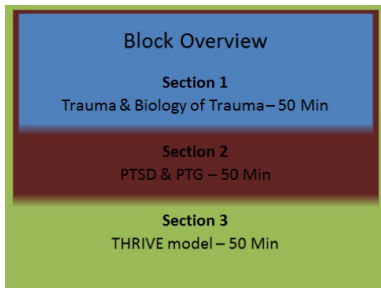 Block Overview
Section 1
Trauma & Biology of Trauma – 50 Min
Section 2
PTSD & PTG – 50 Min
Section 3
THRIVE model – 50 Min